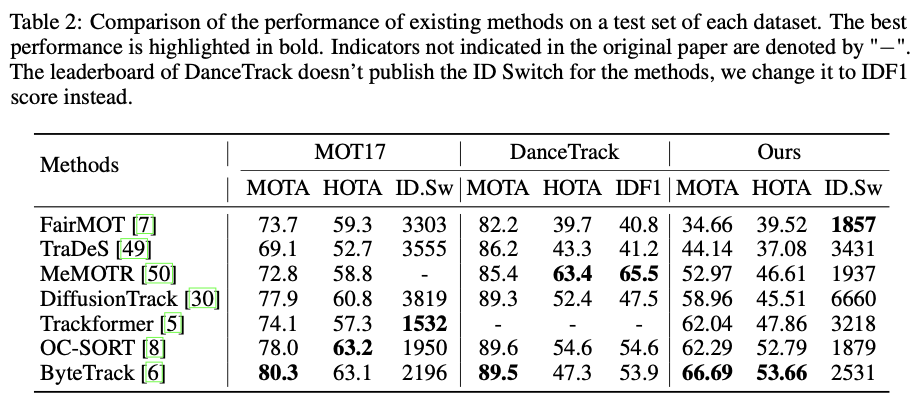 Table 2: Comparison of the performance of existing methods on a test set of each dataset. The best
performance is highlighted in bold. Indicators not indicated in the original paper are denoted by "−".
The leaderboard of DanceTrack doesn't publish the ID Switch for the methods, we change it to IDF1
score instead.
Methods | MOT17 | DanceTrack | Ours
MOTA HOTA ID.Sw | MOTA HOTA IDF1 | MOTA HOTA ID.Sw
FairMOT [7] 73.7 59.3 3303 82.2 39.7 40.8 34.66 39.52 1857
TraDeS [49] 69.1 52.7 3555 86.2 43.3 41.2 44.14 37.08 3431
MeMOTR [50] 72.8 58.8 - 85.4 63.4 65.5 52.97 46.61 1937
DiffusionTrack [30] 77.9 60.8 3819 89.3 52.4 47.5 58.96 45.51 6660
Trackformer [5] 74.1 57.3 1532 - - - 62.04 47.86 3218
OC-SORT [8] 78.0 63.2 1950 89.6 54.6 54.6 62.29 52.79 1879
ByteTrack [6] 80.3 63.1 2196 89.5 47.3 53.9 66.69 53.66 2531